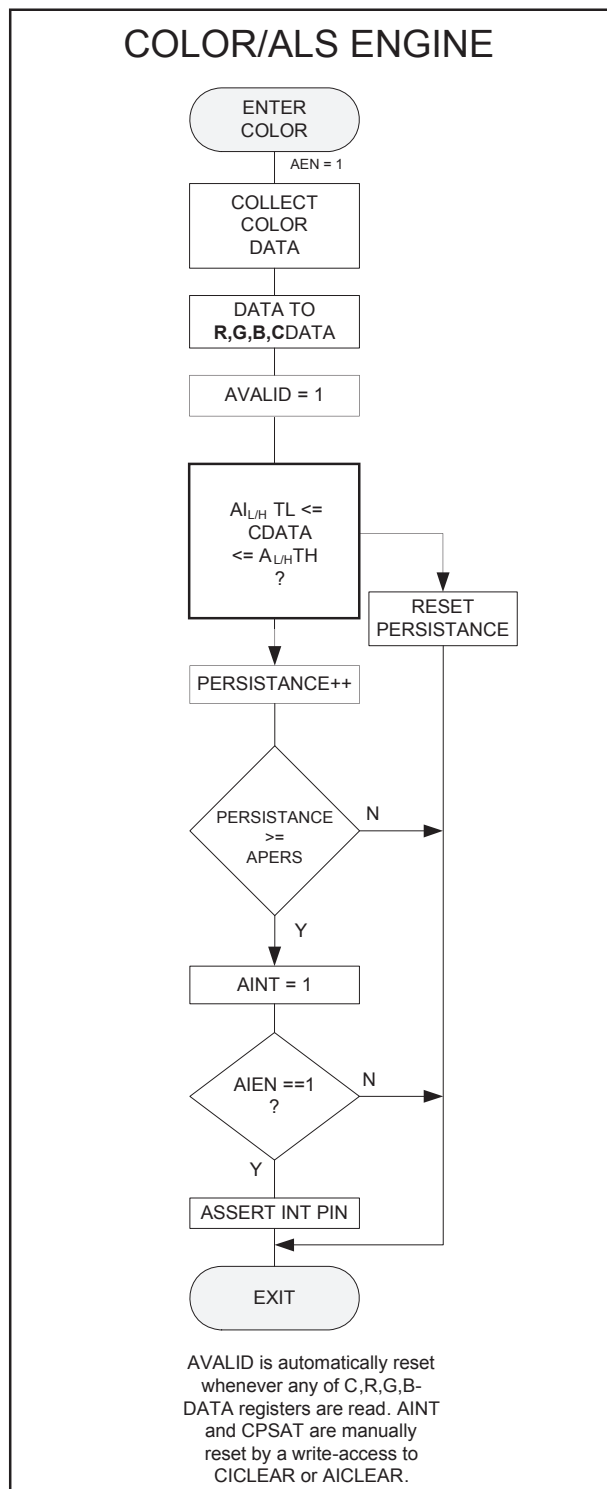 COLOR/ALS ENGINE
ENTER
COLOR
AEN = 1
COLLECT
COLOR
DATA
DATA TO
R,G,B,CDATA
AVALID = 1
AIL/H TL <=
CDATA
<= AL/HTH
?
RESET
PERSISTANCE
PERSISTANCE++
PERSISTANCE
>=
APERS
N
Y
AINT = 1
AIEN ==1
?
N
Y
ASSERT INT PIN
EXIT
AVALID is automatically reset
whenever any of C,R,G,B-
DATA registers are read. AINT
and CPSAT are manually
reset by a write-access to
CICLEAR or AICLEAR.